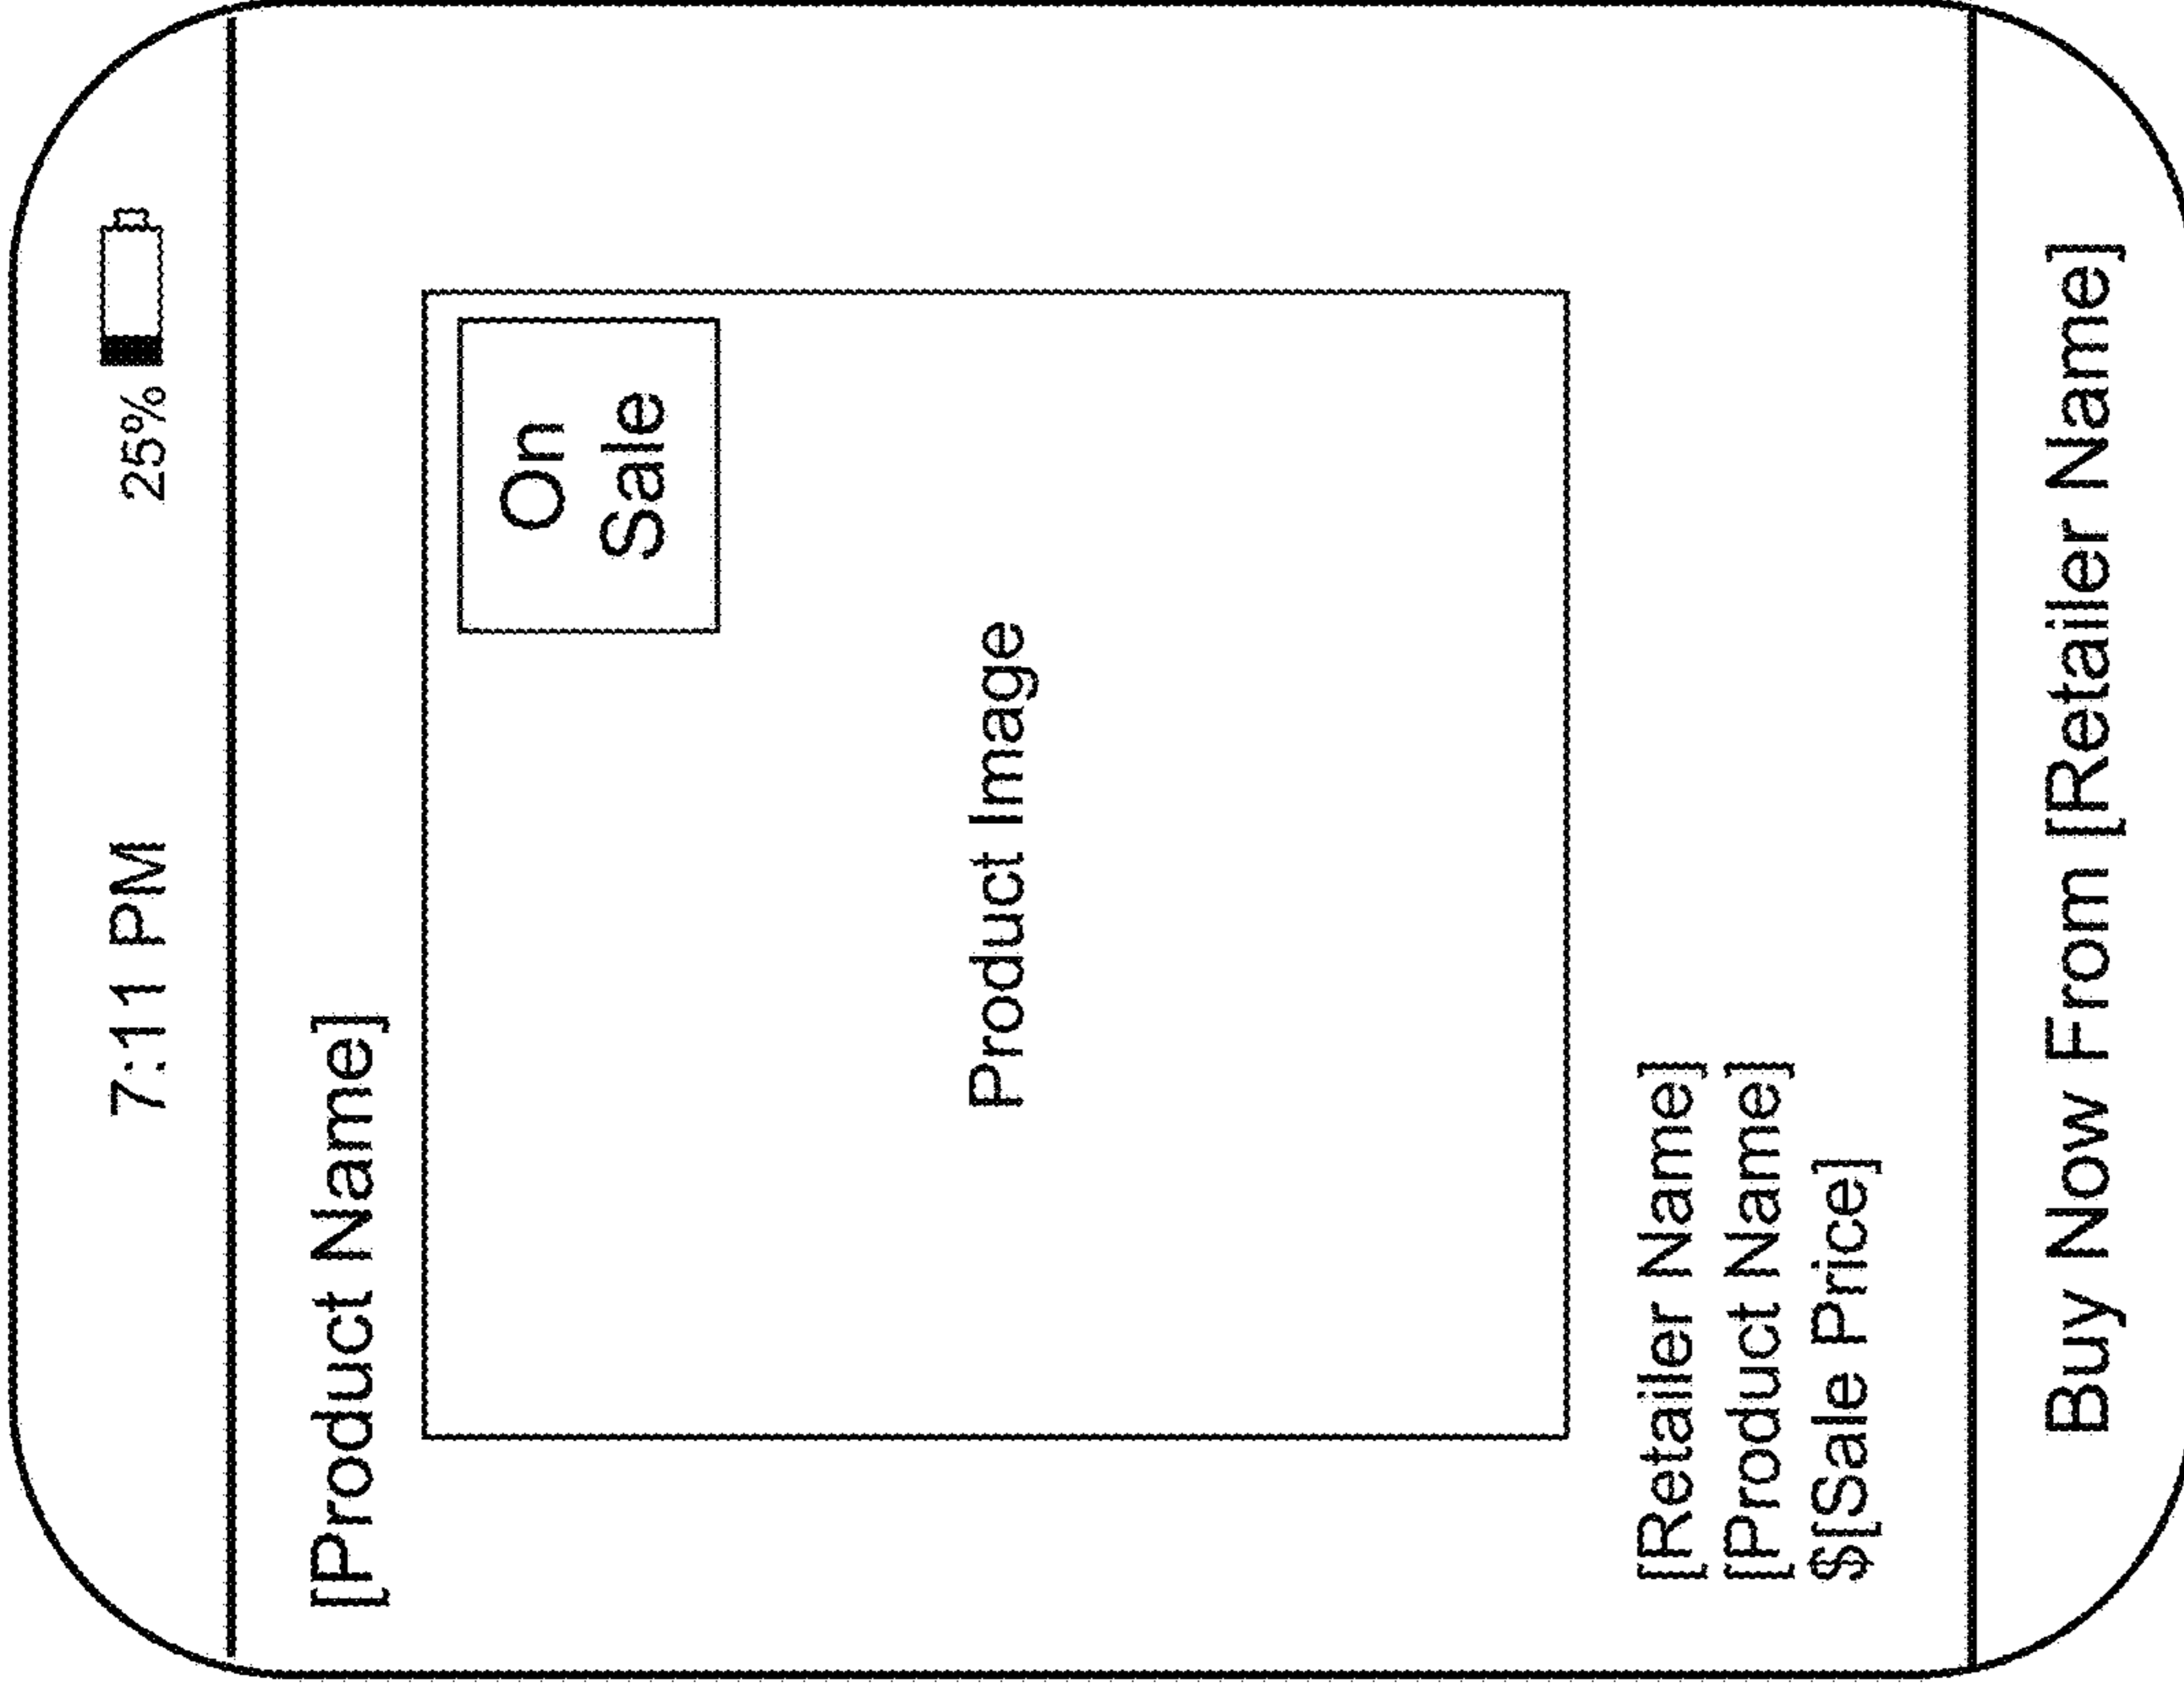 7:11 PM 25%
[Product Name]
On
Sale
Product Image
[Retailer Name]
[Product Name]
$[Sale Price]
Buy Now From [Retailer Name]